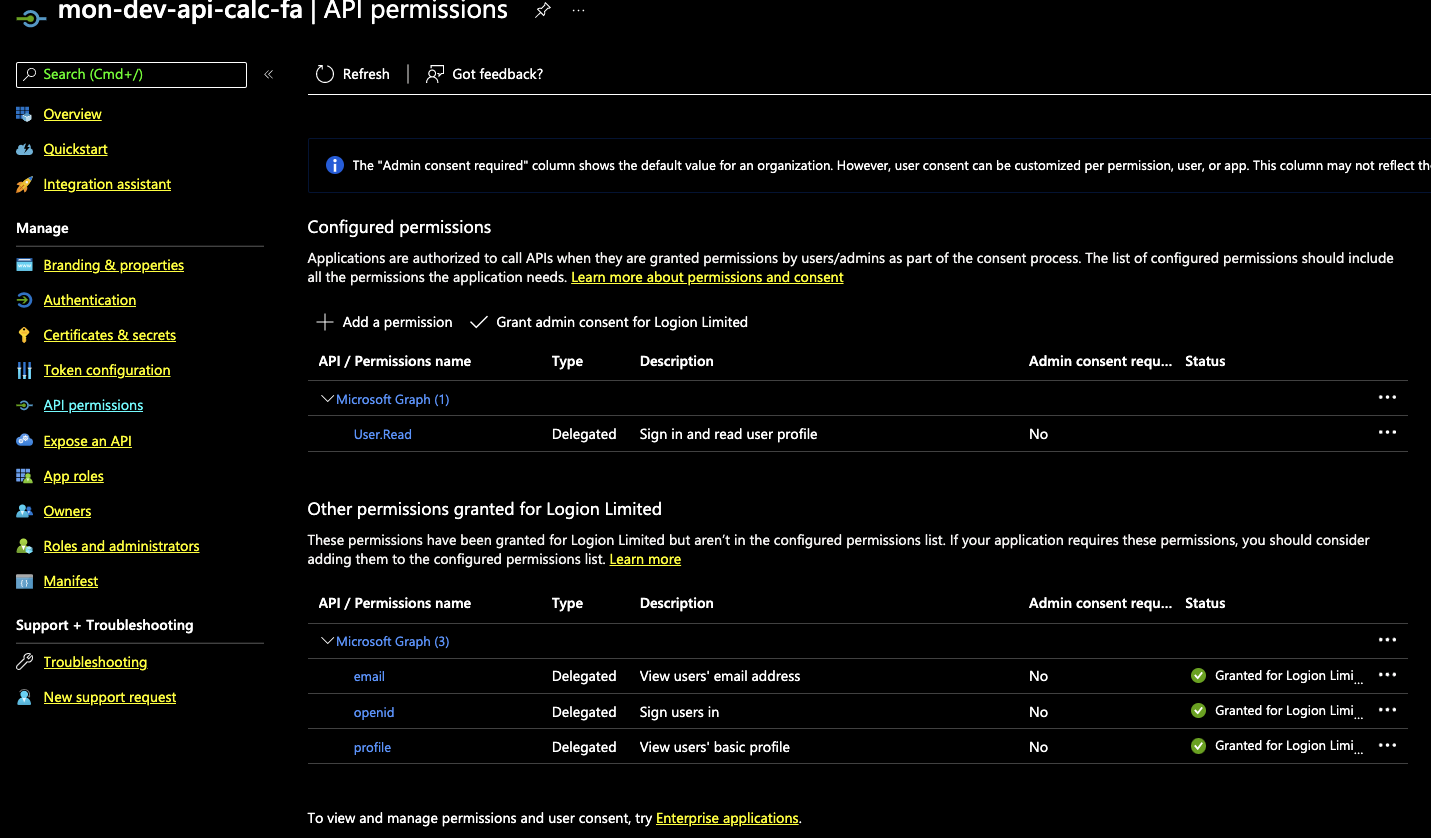 mon-dev-api-calc-fa | API permissions
Search (Cmd+/)
Refresh
Got feedback?
Overview
Quickstart
Integration assistant
Manage
Branding & properties
Authentication
Certificates & secrets
Token configuration
API permissions
Expose an API
App roles
Owners
Roles and administrators
Manifest
Support + Troubleshooting
Troubleshooting
New support request
The "Admin consent required" column shows the default value for an organization. However, user consent can be customized per permission, user, or app. This column may not reflect
Configured permissions
Applications are authorized to call APIs when they are granted permissions by users/admins as part of the consent process. The list of configured permissions should include
all the permissions the application needs. Learn more about permissions and consent
Add a permission Grant admin consent for Logion Limited
API / Permissions name Type Description Admin consent requ... Status
Microsoft Graph (1)
User.Read Delegated Sign in and read user profile No
Other permissions granted for Logion Limited
These permissions have been granted for Logion Limited but aren't in the configured permissions list. If your application requires these permissions, you should consider
adding them to the configured permissions list. Learn more
API / Permissions name Type Description Admin consent requ... Status
Microsoft Graph (3)
email Delegated View users' email address No Granted for Logion Limi...
openid Delegated Sign users in No Granted for Logion Limi...
profile Delegated View users' basic profile No Granted for Logion Limi...
To view and manage permissions and user consent, try Enterprise applications.